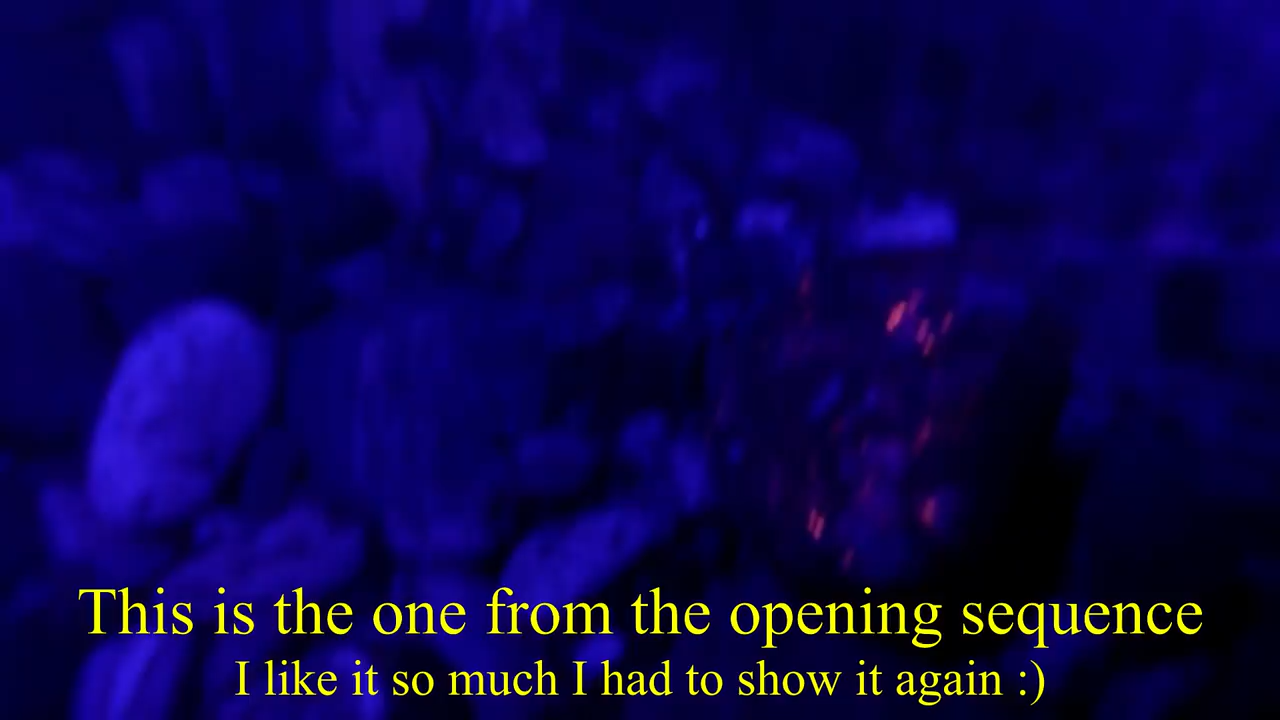 This is the one from the opening sequence
I like it so much I had to show it again :)